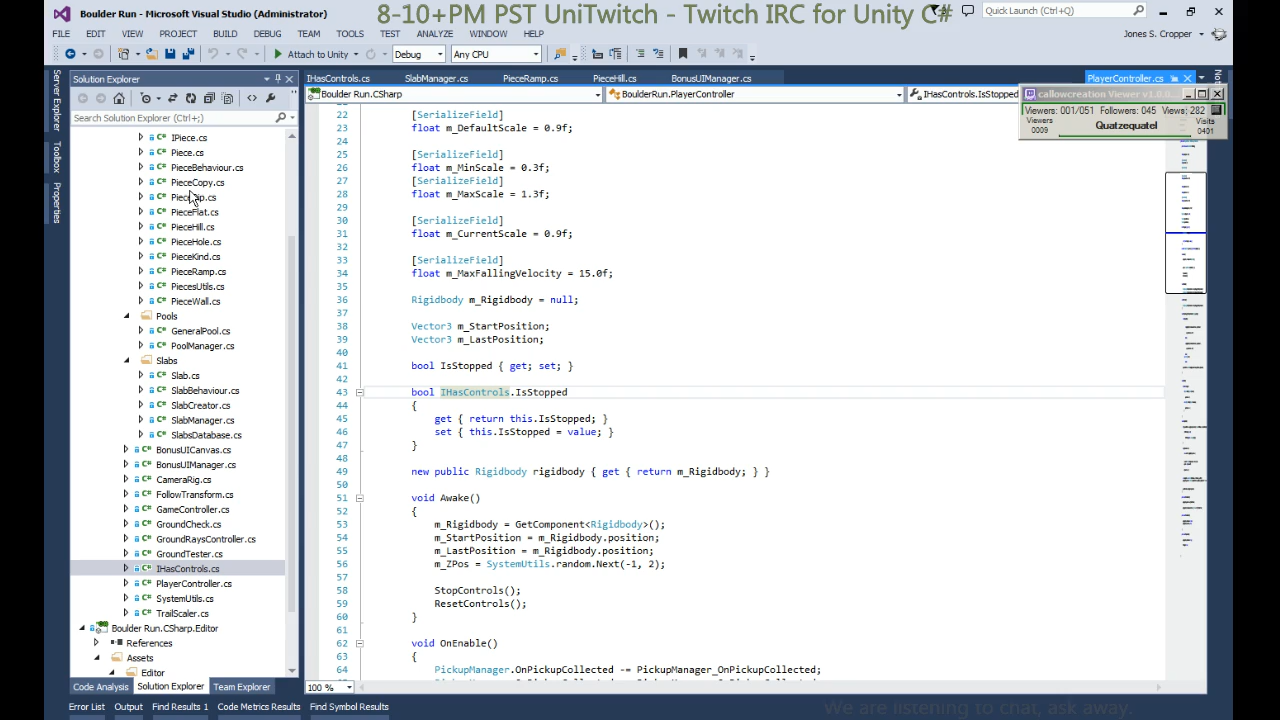 Boulder Run - Microsoft Visual Studio (Administrator)
8-10+PM PST UniTwitch - Twitch IRC for Unity C#
Quick Launch (Ctrl+Q)
FILE EDIT VIEW PROJECT BUILD DEBUG TEAM TOOLS TEST ANALYZE WINDOW HELP
Jones S. Cropper
Attach to Unity Debug Any CPU
Server Explorer
Toolbox
Properties
Solution Explorer
Search Solution Explorer (Ctrl+;)
IPiece.cs
Piece.cs
PieceBehaviour.cs
PieceCopy.cs
PieceFlat.cs
PieceHill.cs
PieceHole.cs
PieceKind.cs
PieceRamp.cs
PiecesUtils.cs
PieceWall.cs
Pools
GeneralPool.cs
PoolManager.cs
Slabs
Slab.cs
SlabBehaviour.cs
SlabCreator.cs
SlabManager.cs
SlabsDatabase.cs
BonusUICanvas.cs
BonusUIManager.cs
CameraRig.cs
FollowTransform.cs
GameController.cs
GroundCheck.cs
GroundRaysController.cs
GroundTester.cs
IHasControls.cs
PlayerController.cs
SystemUtils.cs
TrailScaler.cs
Boulder Run.CSharp.Editor
References
Assets
Editor
Code Analysis Solution Explorer Team Explorer
IHasControls.cs SlabManager.cs PieceRamp.cs PieceHill.cs BonusUIManager.cs PlayerController.cs
Boulder Run.CSharp BoulderRun.PlayerController IHasControls.IsStopped
callowcreation Viewer v1.0.0...
Viewers: 001/051 Followers: 045 Views: 282
Viewers
0009
Quatzequatel
Visits
0401
22 [SerializeField]
23 float m_DefaultScale = 0.9f;
24
25 [SerializeField]
26 float m_MinScale = 0.3f;
27 [SerializeField]
28 float m_MaxScale = 1.3f;
29
30 [SerializeField]
31 float m_CurrentScale = 0.9f;
32
33 [SerializeField]
34 float m_MaxFallingVelocity = 15.0f;
35
36 Rigidbody m_Rigidbody = null;
37
38 Vector3 m_StartPosition;
39 Vector3 m_LastPosition;
40
41 bool IsStopped { get; set; }
42
43 bool IHasControls.IsStopped
44 {
45 get { return this.IsStopped; }
46 set { this.IsStopped = value; }
47 }
48
49 new public Rigidbody rigidbody { get { return m_Rigidbody; } }
50
51 void Awake()
52 {
53 m_Rigidbody = GetComponent<Rigidbody>();
54 m_StartPosition = m_Rigidbody.position;
55 m_LastPosition = m_Rigidbody.position;
56 m_ZPos = SystemUtils.random.Next(-1, 2);
57
58 StopControls();
59 ResetControls();
60 }
61
62 void OnEnable()
63 {
64 PickupManager.OnPickupCollected -= PickupManager_OnPickupCollected;
100 %
Error List Output Find Results 1 Code Metrics Results Find Symbol Results
We are listening to chat, ask away.